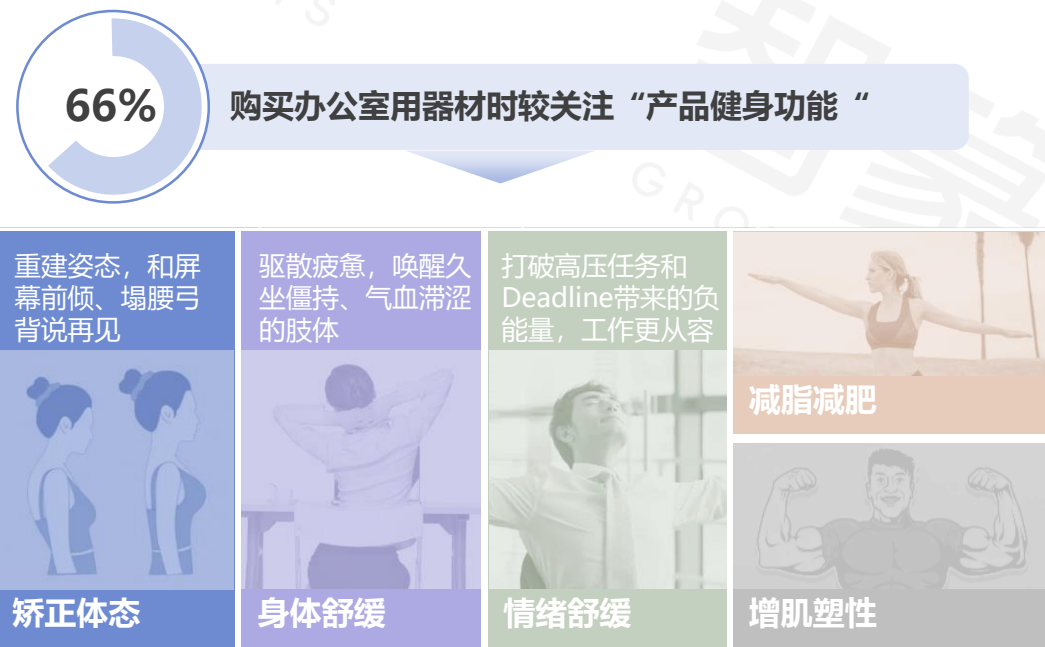 66%
购买办公室用器材时较关注“产品健身功能“
重建姿态，和屏
幕前倾、塌腰弓
背说再见
矫正体态
驱散疲惫，唤醒久
坐僵持、气血滞涩
的肢体
身体舒缓
打破高压任务和
Deadline带来的负
能量，工作更从容
情绪舒缓
减脂减肥
增肌塑性